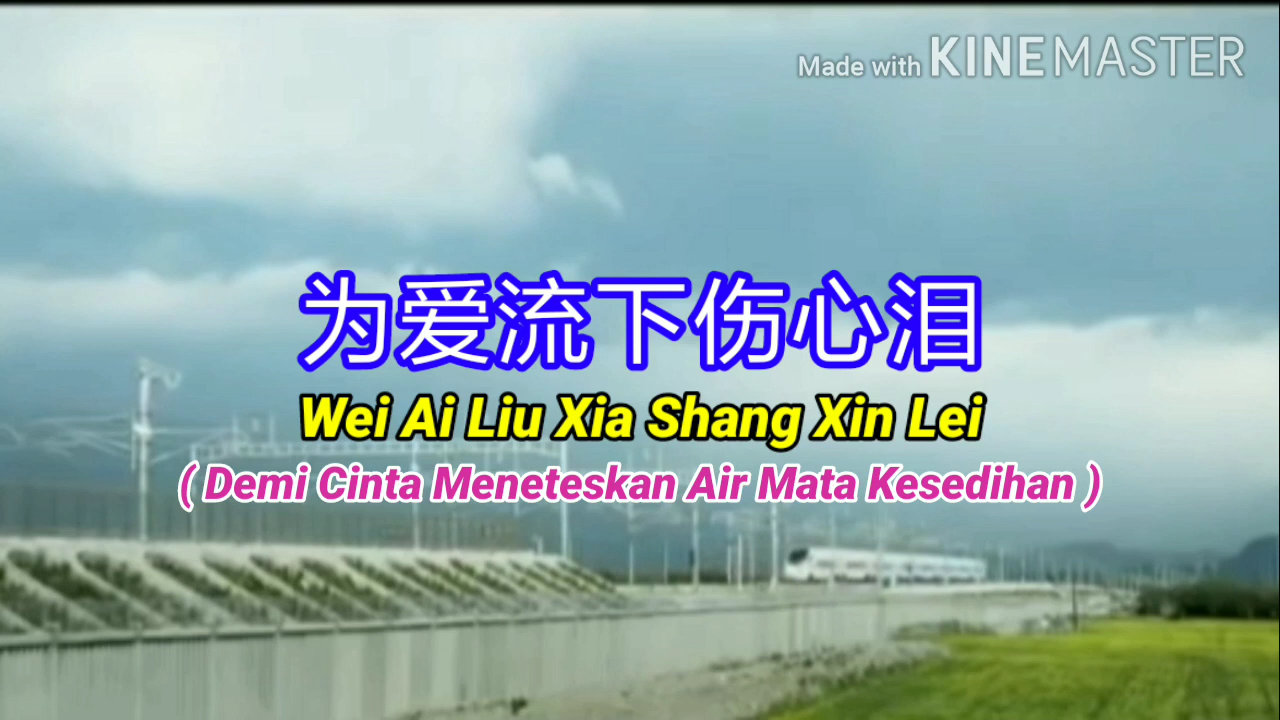 Made with KINEMASTER
为爱流下伤心泪
Wei Ai Liu Xia Shang Xin Lei
( Demi Cinta Meneteskan Air Mata Kesedihan )